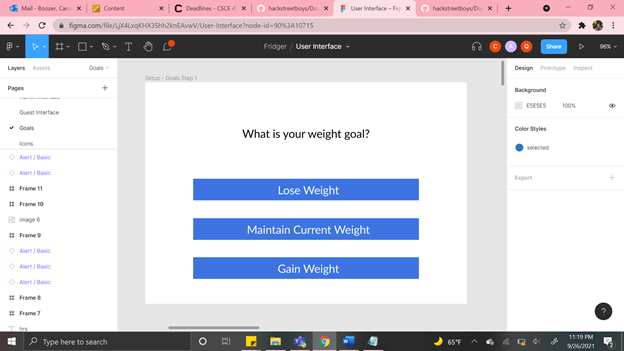 Mail - Boozer, Carol
Content
Deadlines - CSCE 4
hackstreetboys/Do
User Interface – Fig
hackstreetboys/Do
figma.com/file/LjX4LxqKHX3Shh2knEAvwV/User-Interface?node-id=90%3A10715
Fridger / User Interface
C
A
Q
Share
96%
Layers
Assets
Goals
Design
Prototype
Inspect
Pages
Guest Interface
Goals
Icons
Alert / Basic
Alert / Basic
Frame 11
Frame 10
image 6
Frame 9
Alert / Basic
Alert / Basic
Alert / Basic
Frame 8
Frame 7
hrs
Setup - Goals Step 1
What is your weight goal?
Lose Weight
Maintain Current Weight
Gain Weight
Background
E5E5E5
100%
Color Styles
selected
Export
?
Type here to search
65°F
11:19 PM
9/26/2021
2